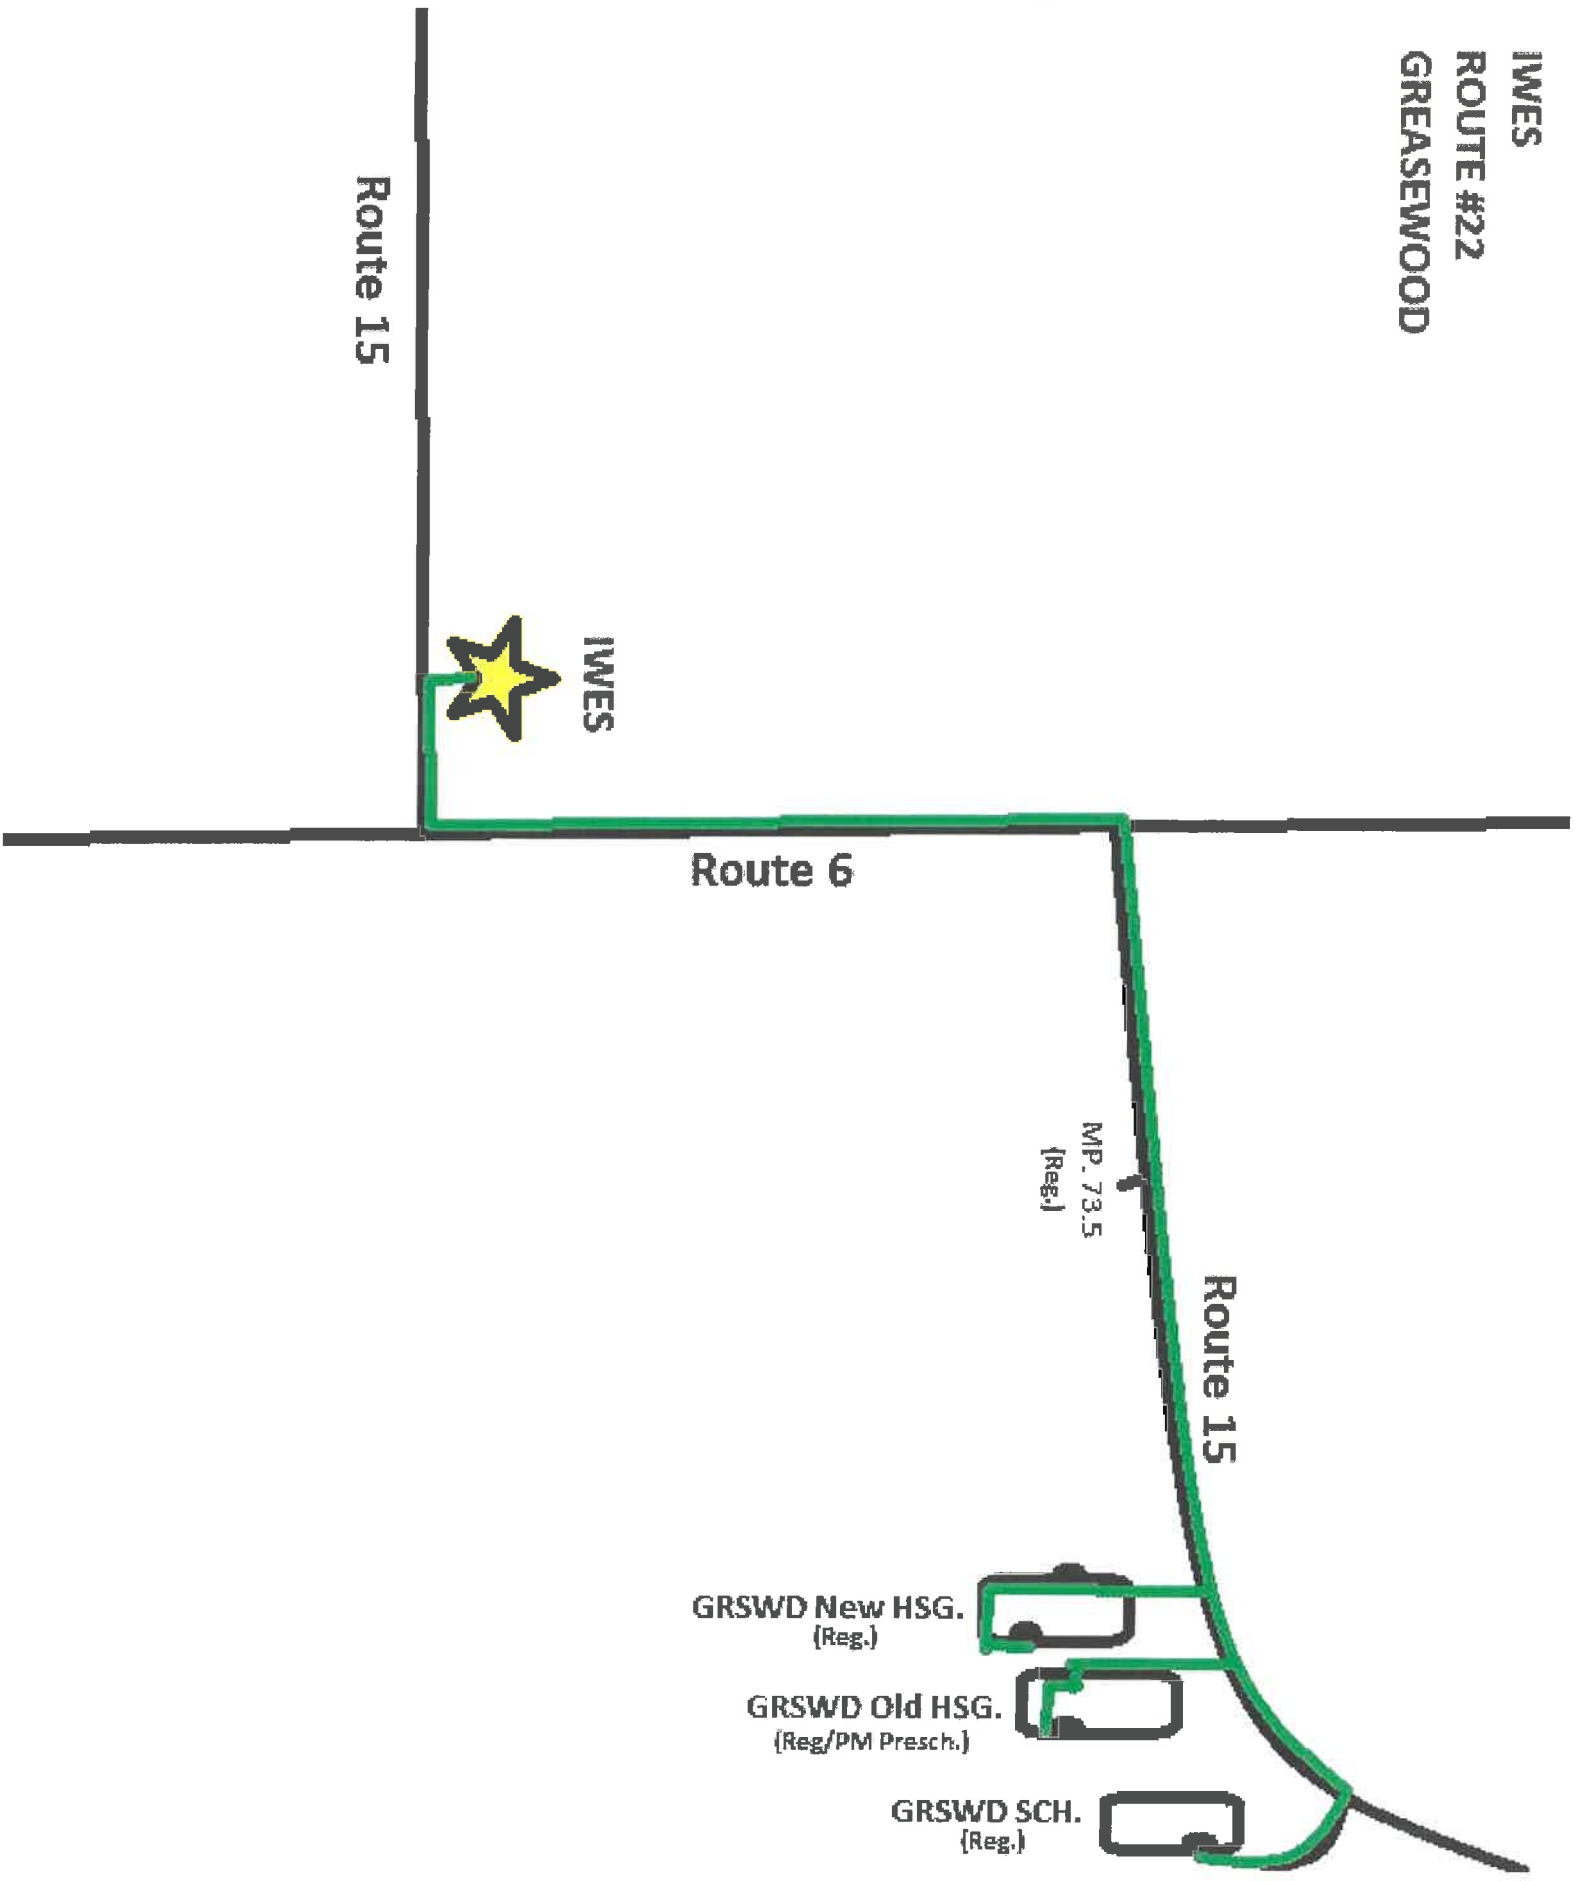 IWES
ROUTE #22
GREASEWOOD
Route 15
IWES
Route 6
MP. 73.5
(Reg.)
Route 15
GRSWD New HSG.
(Reg.)
GRSWD Old HSG.
(Reg/PM Presch.)
GRSWD SCH.
(Reg.)